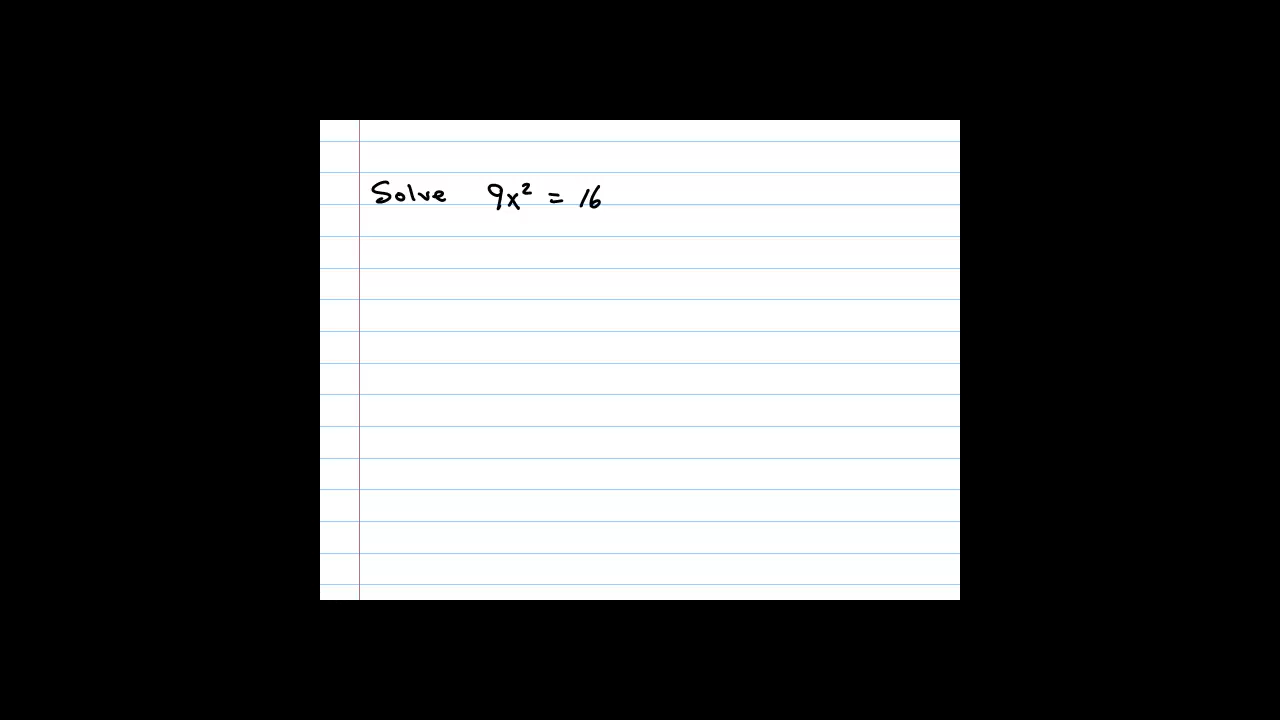 Solve 9x² = 16